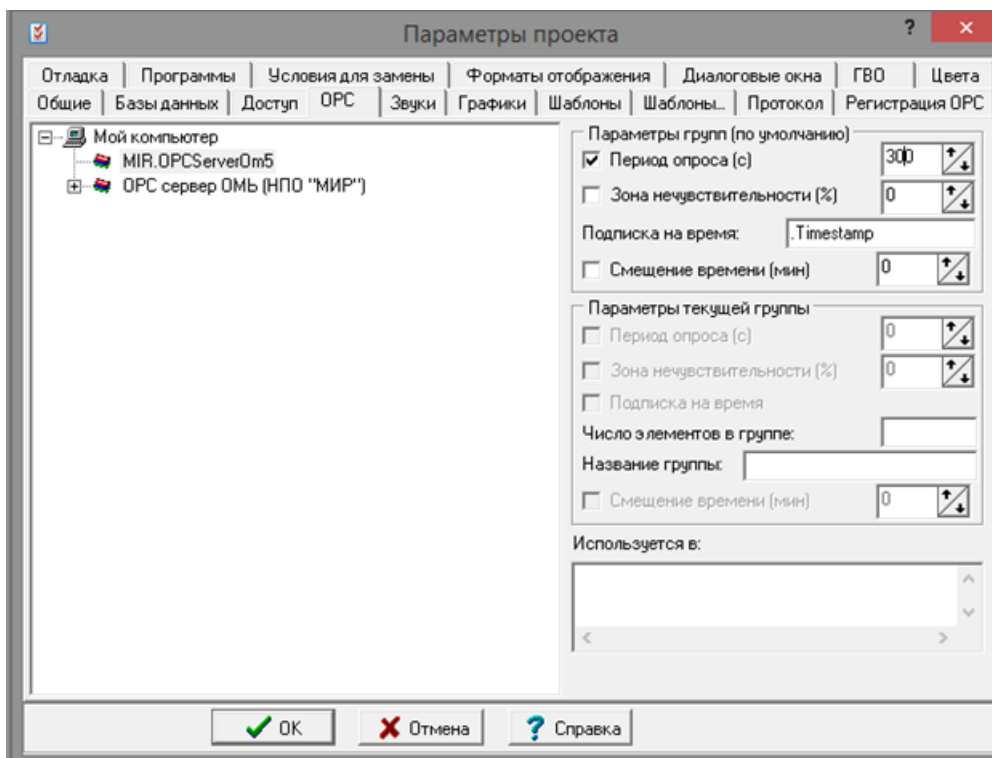 Параметры проекта
?
Отладка Программы Условия для замены Форматы отображения Диалоговые окна ГВО Цвета
Общие Базы данных Доступ ОРС Звуки Графики Шаблоны Шаблоны... Протокол Регистрация ОРС
Мой компьютер
MIR.OPCServerOm5
ОРС сервер ОМЬ (НПО "МИР")
Параметры групп (по умолчанию)
Период опроса (с) 300
Зона нечувствительности (%) 0
Подписка на время: .Timestamp
Смещение времени (мин) 0
Параметры текущей группы
Период опроса (с) 0
Зона нечувствительности (%) 0
Подписка на время
Число элементов в группе:
Название группы:
Смещение времени (мин) 0
Используется в:
OK Отмена ? Справка